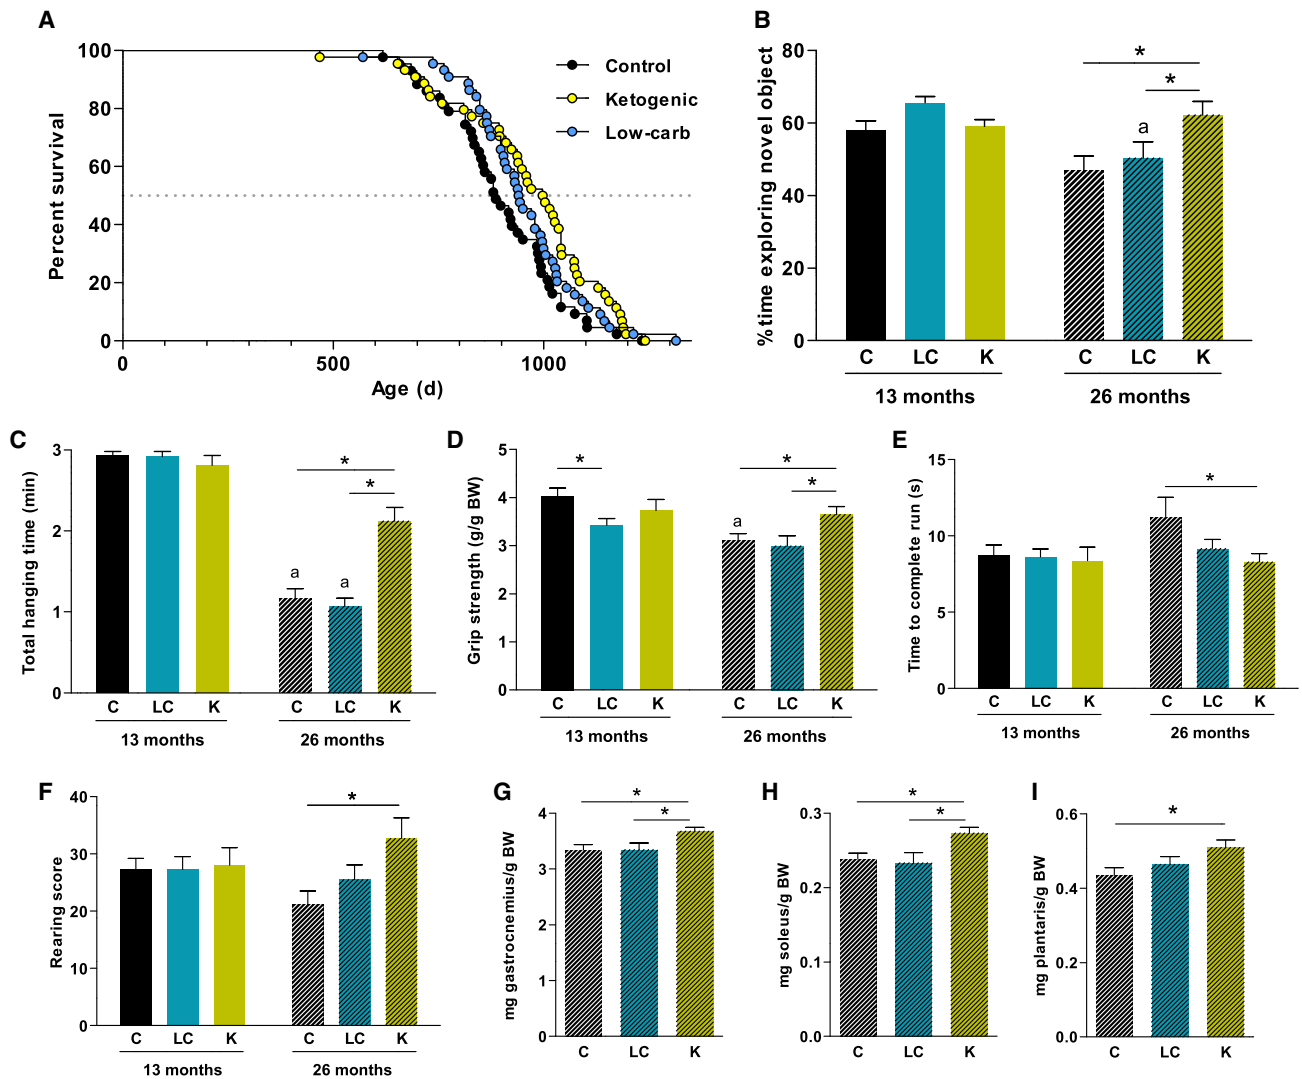 A
Percent survival
100
80
60
40
20
0
0 500 1000
Age (d)
Control
Ketogenic
Low-carb
B
%time exploring novel object
80
60
40
20
0
* * a
C LC K C LC K
13 months 26 months
C
Total hanging time (min)
3
2
1
0
a a * *
C LC K C LC K
13 months 26 months
D
Grip strength (g/g BW)
5
4
3
2
1
0
* a * *
C LC K C LC K
13 months 26 months
E
Time to complete run (s)
15
10
5
0
*
C LC K C LC K
13 months 26 months
F
Rearing score
40
30
20
10
0
*
C LC K C LC K
13 months 26 months
G
mg gastrocnemius/g BW
4
3
2
1
0
* *
C LC K
H
mg soleus/g BW
0.3
0.2
0.1
0.0
* *
C LC K
I
mg plantaris/g BW
0.6
0.4
0.2
0.0
*
C LC K